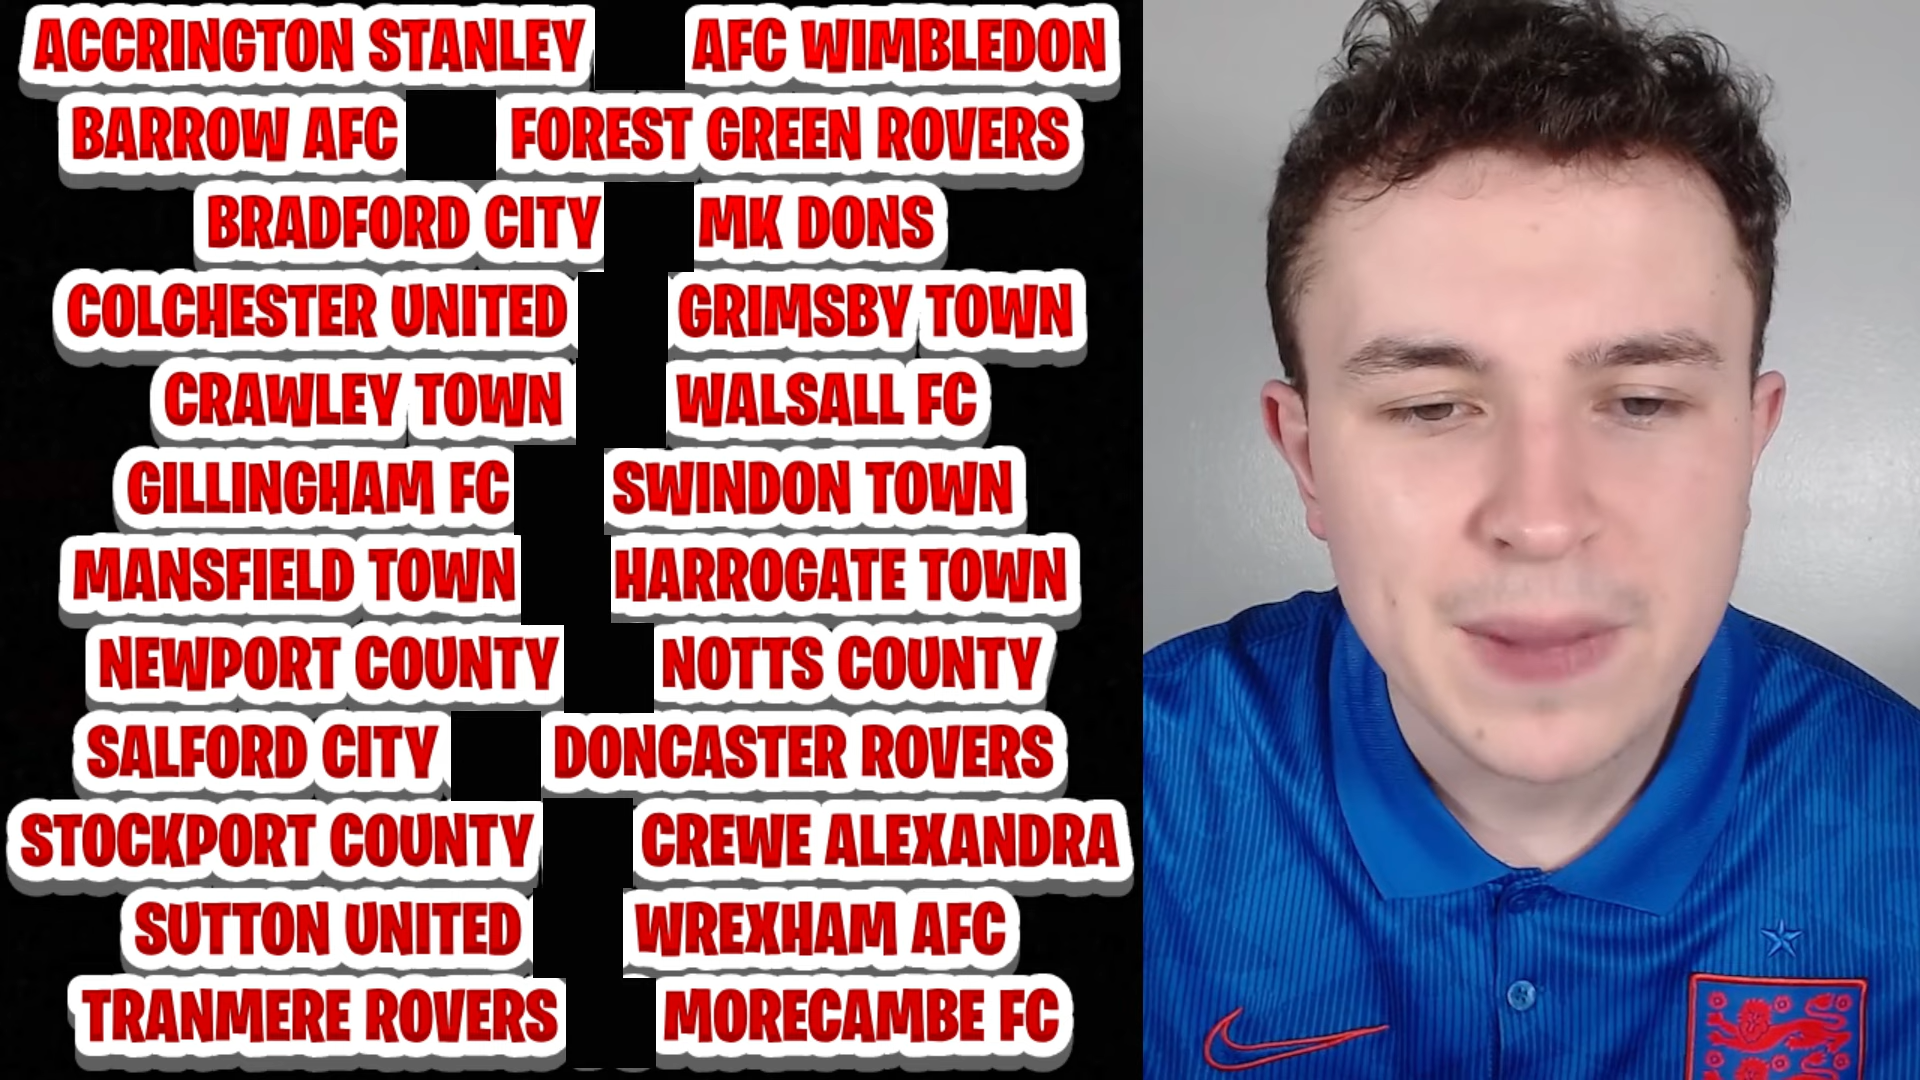 ACCRINGTON STANLEY AFC WIMBLEDON
BARROW AFC FOREST GREEN ROVERS
BRADFORD CITY MK DONS
COLCHESTER UNITED GRIMSBY TOWN
CRAWLEY TOWN WALSALL FC
GILLINGHAM FC SWINDON TOWN
MANSFIELD TOWN HARROGATE TOWN
NEWPORT COUNTY NOTTS COUNTY
SALFORD CITY DONCASTER ROVERS
STOCKPORT COUNTY CREWE ALEXANDRA
SUTTON UNITED WREXHAM AFC
TRANMERE ROVERS MORECAMBE FC